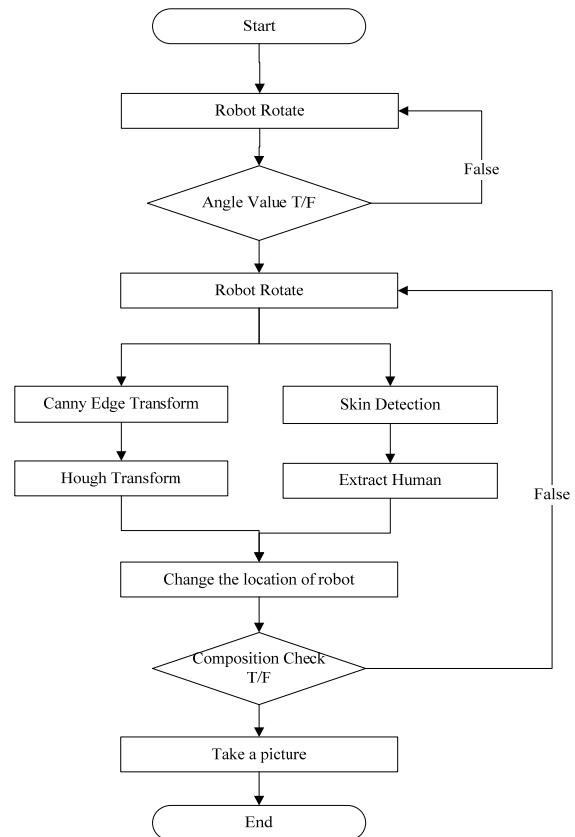 Start
Robot Rotate
False
Angle Value T/F
Robot Rotate
Canny Edge Transform
Skin Detection
Hough Transform
Extract Human
False
Change the location of robot
Composition Check
T/F
Take a picture
End